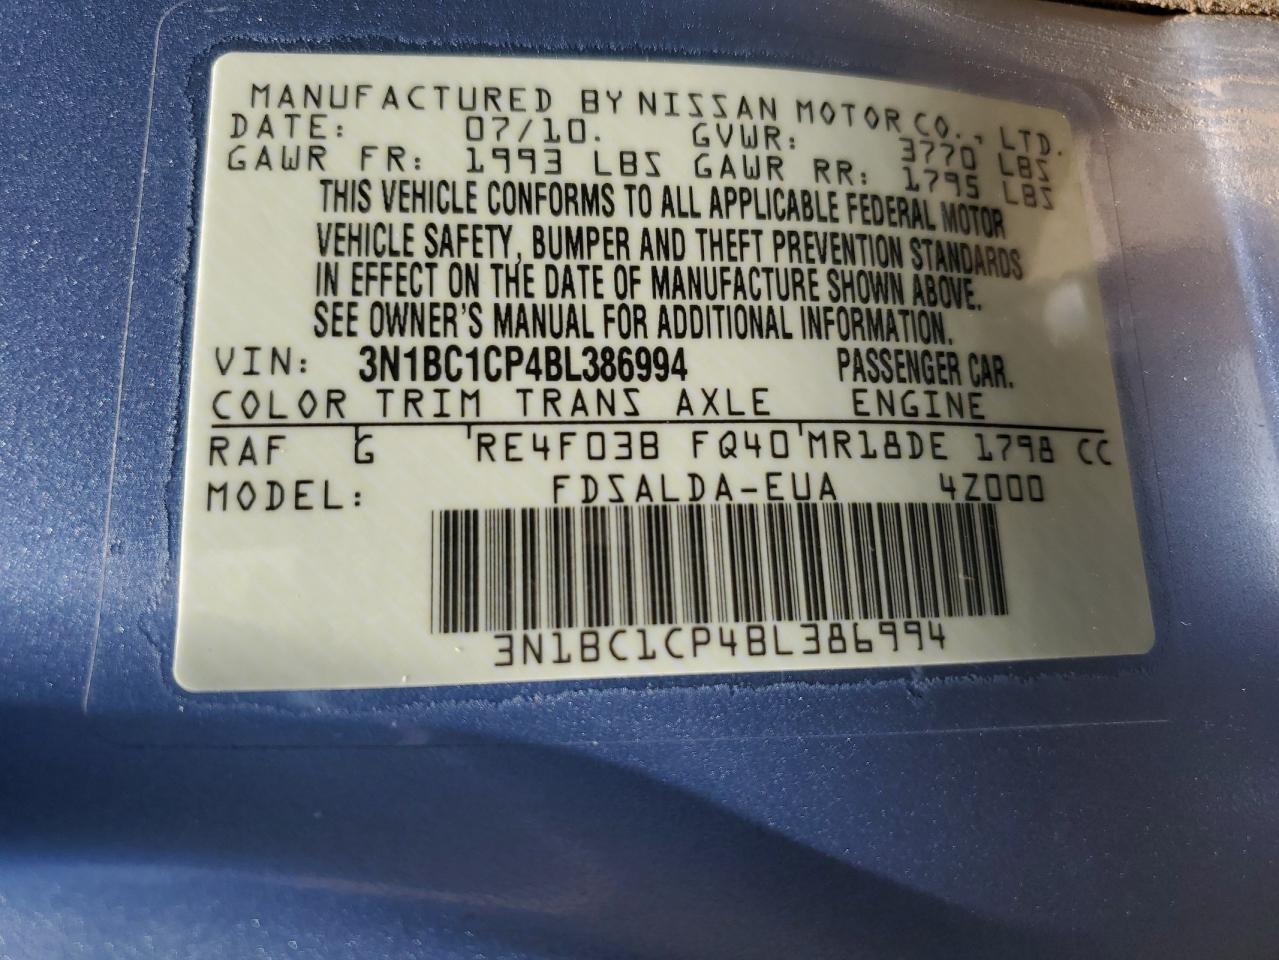 MANUFACTURED BY NISSAN MOTOR CO., LTD.
DATE: 07/10. GVWR: 3770 LBS
GAWR FR: 1993 LBS GAWR RR: 1795 LBS
THIS VEHICLE CONFORMS TO ALL APPLICABLE FEDERAL MOTOR
VEHICLE SAFETY, BUMPER AND THEFT PREVENTION STANDARDS
IN EFFECT ON THE DATE OF MANUFACTURE SHOWN ABOVE.
SEE OWNER'S MANUAL FOR ADDITIONAL INFORMATION.
VIN: 3N1BC1CP4BL386994 PASSENGER CAR.
COLOR TRIM TRANS AXLE ENGINE
RAF G RE4F03B FQ40 MR18DE 1798 CC
MODEL: FDSALDA-EUA 4Z000
3N1BC1CP4BL386994